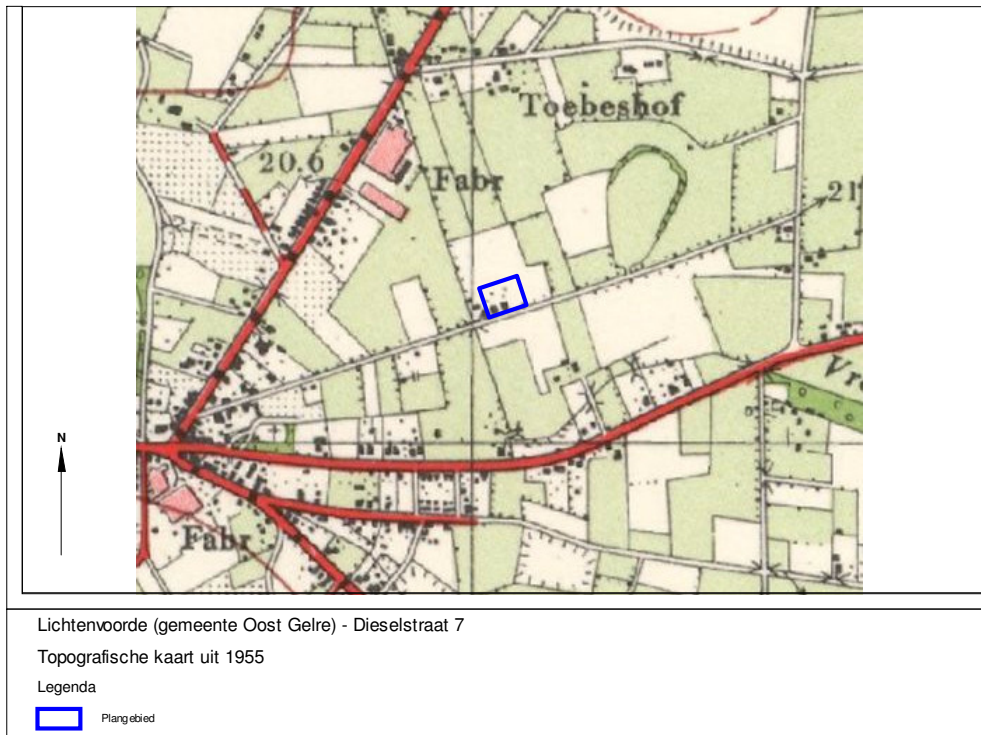 Toebeshof
20.6
Fabr
21
Vr
N
Fabr
Lichtenvoorde (gemeente Oost Gelre) - Dieselstraat 7
Topografische kaart uit 1955
Legenda
Plangebied